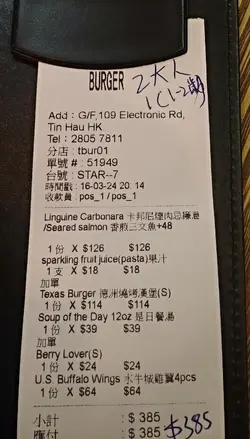 BURGER
2大人
1(1-2歲)
Add : G/F,109 Electronic Rd,
Tin Hau HK
Tel : 2805 7811
分店 : tbur01
單號# : 51949
台號 : STAR--7
時間戳 : 16-03-24 20:14
收款員 : pos_1 / pos_1
Linguine Carbonara 卡邦尼煙肉忌廉意
/Seared salmon 香煎三文魚+48
1 份 X $126 $126
sparkling fruit juice(pasta)果汁
1 支 X $18 $18
加單
Texas Burger 德洲燒烤漢堡(S)
1 份 X $114 $114
Soup of the Day 12oz 是日餐湯
1 份 X $39 $39
加單
Berry Lover(S)
1 份 X $24 $24
U.S. Buffalo Wings 水牛城雞翼4pcs
1 份 X $64 $64
小計 : $ 385
應付 : $ 385 $385